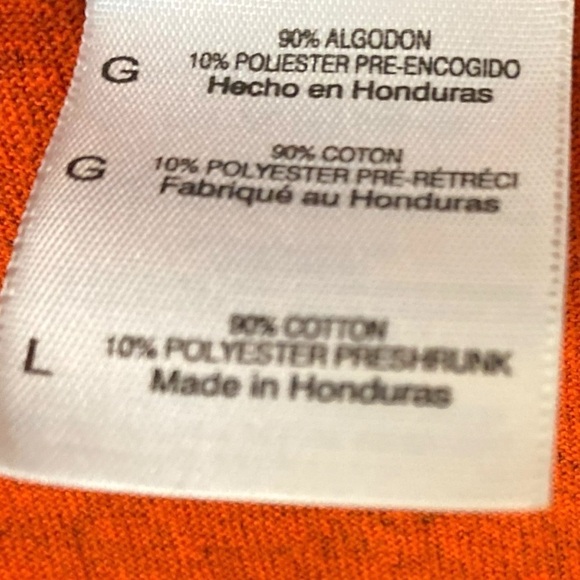 90% ALGODON
G 10% POLIESTER PRE-ENCOGIDO
Hecho en Honduras
90% COTON
G 10% POLYESTER PRÉ-RÉTRÉCI
Fabriqué au Honduras
90% COTTON
L 10% POLYESTER PRESHRUNK
Made in Honduras